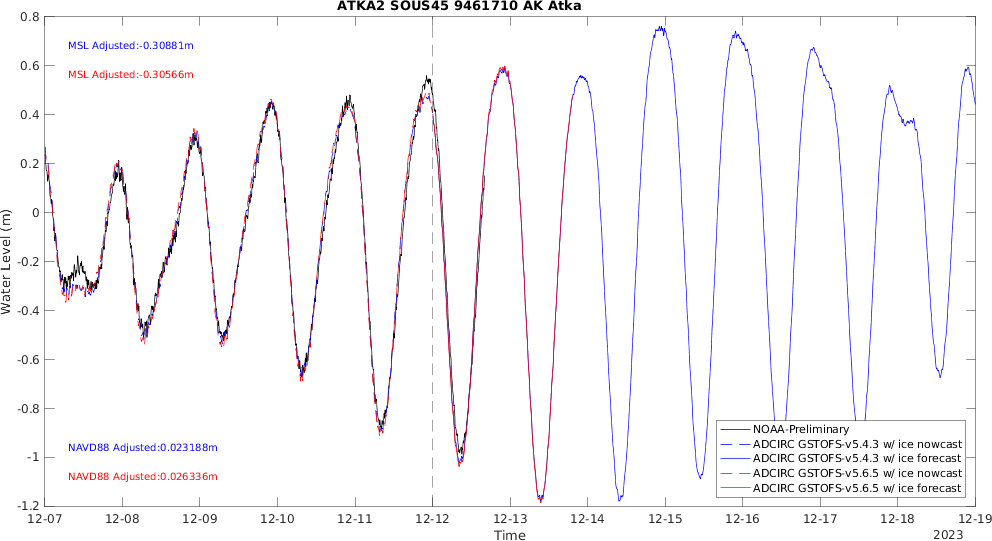 ATKA2 SOUS45 9461710 AK Atka
MSL Adjusted:-0.30881m
MSL Adjusted:-0.30566m
NAVD88 Adjusted:0.023188m
NAVD88 Adjusted:0.026336m
Water Level (m)
0.8
0.6
0.4
0.2
0
-0.2
-0.4
-0.6
-0.8
-1
-1.2
NOAA-Preliminary
ADCIRC GSTOFS-v5.4.3 w/ ice nowcast
ADCIRC GSTOFS-v5.4.3 w/ ice forecast
ADCIRC GSTOFS-v5.6.5 w/ ice nowcast
ADCIRC GSTOFS-v5.6.5 w/ ice forecast
12-07 12-08 12-09 12-10 12-11 12-12 12-13 12-14 12-15 12-16 12-17 12-18 12-19
Time
2023